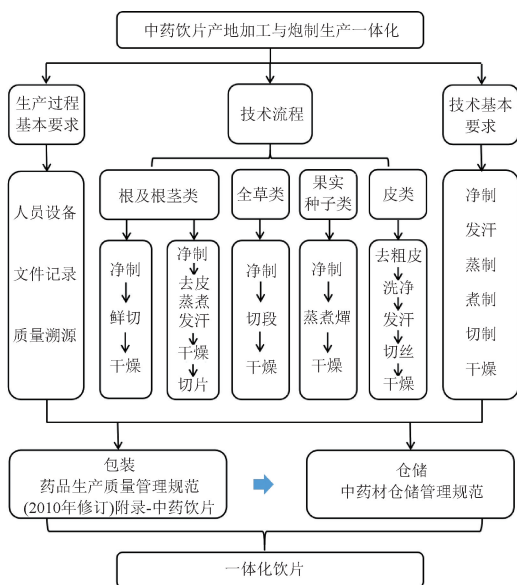 中药饮片产地加工与炮制生产一体化
生产过程
基本要求
技术流程
技术基本
要求
人员设备
文件记录
质量溯源
根及根茎类
全草类
果实
种子类
皮类
净制
鲜切
干燥
净制
去皮
蒸煮
发汗
干燥
切片
净制
切段
干燥
净制
蒸煮燀
干燥
去粗皮
洗净
发汗
切丝
干燥
净制
发汗
蒸制
煮制
切制
干燥
包装
药品生产质量管理规范
(2010年修订)附录-中药饮片
仓储
中药材仓储管理规范
一体化饮片